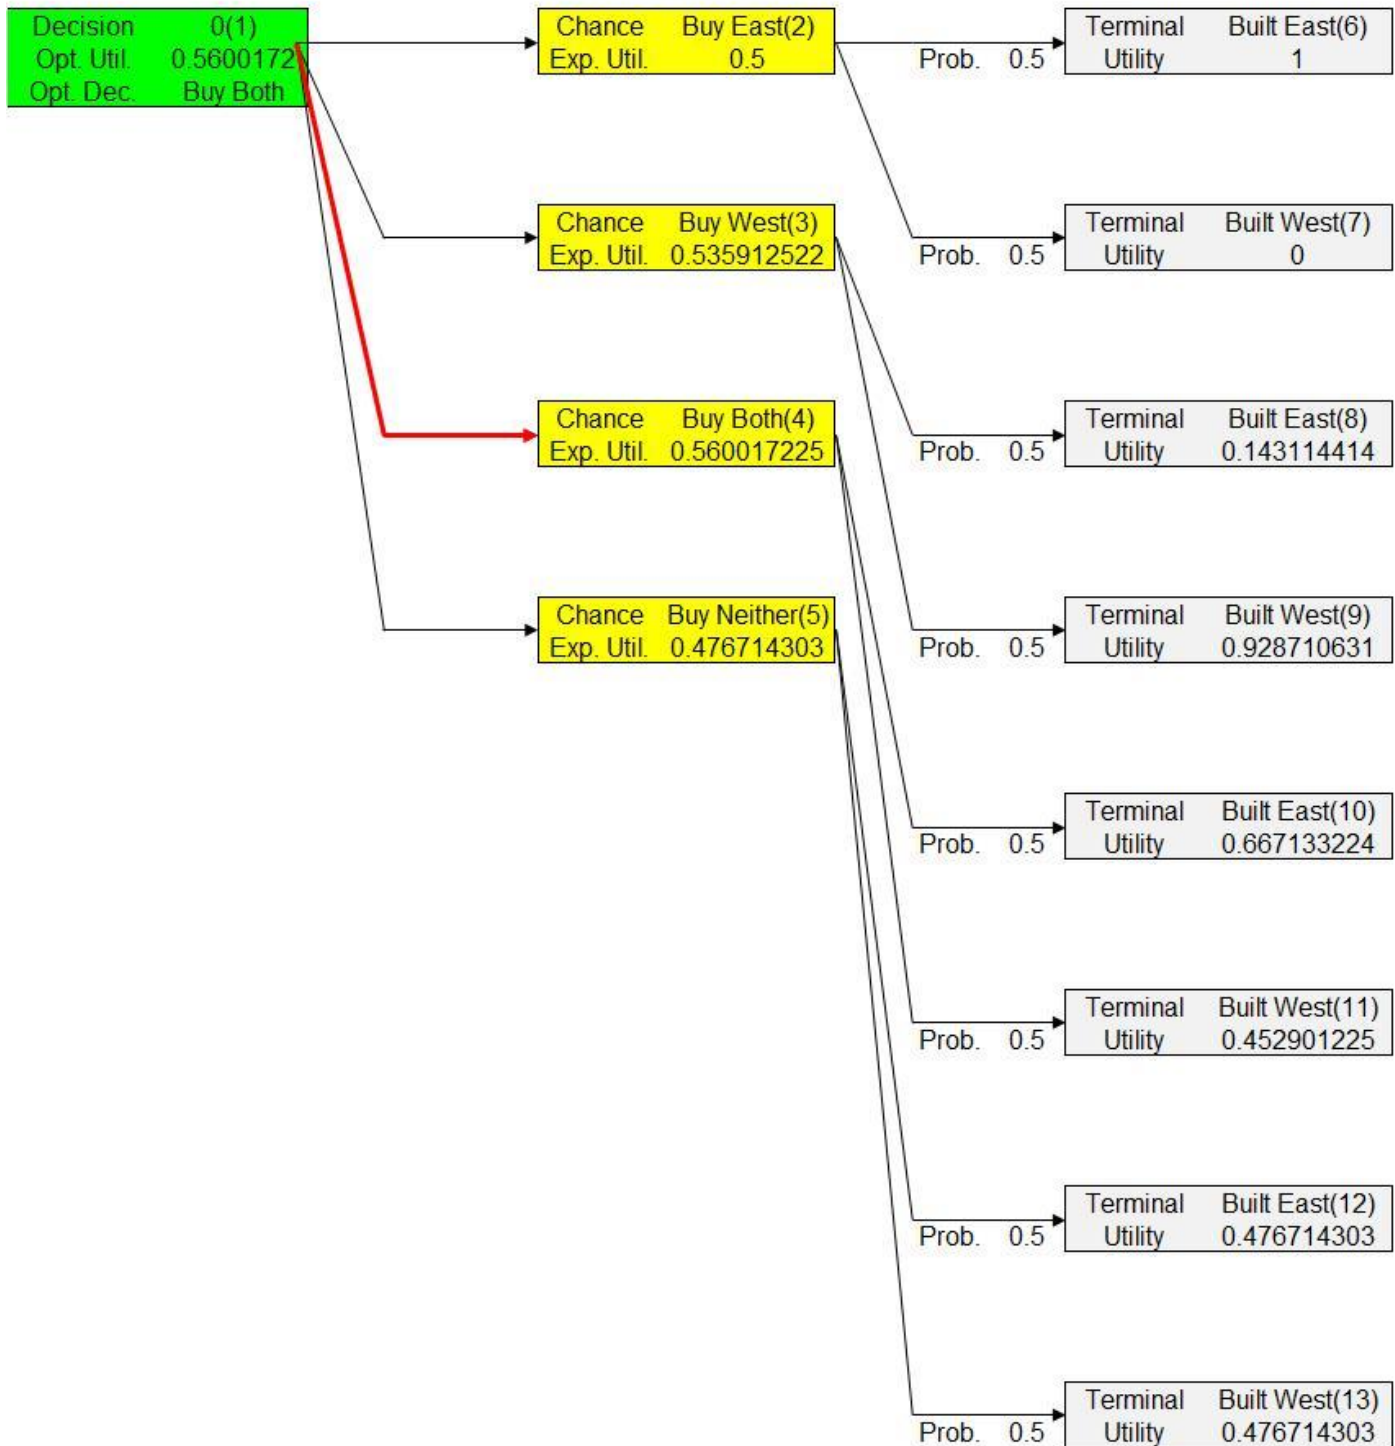 Decision 0(1)
Opt. Util. 0.5600172
Opt. Dec. Buy Both
Chance Buy East(2)
Exp. Util. 0.5
Prob. 0.5
Terminal Built East(6)
Utility 1
Prob. 0.5
Terminal Built West(7)
Utility 0
Chance Buy West(3)
Exp. Util. 0.535912522
Prob. 0.5
Terminal Built East(8)
Utility 0.143114414
Prob. 0.5
Terminal Built West(9)
Utility 0.928710631
Chance Buy Both(4)
Exp. Util. 0.560017225
Prob. 0.5
Terminal Built East(10)
Utility 0.667133224
Prob. 0.5
Terminal Built West(11)
Utility 0.452901225
Chance Buy Neither(5)
Exp. Util. 0.476714303
Prob. 0.5
Terminal Built East(12)
Utility 0.476714303
Prob. 0.5
Terminal Built West(13)
Utility 0.476714303